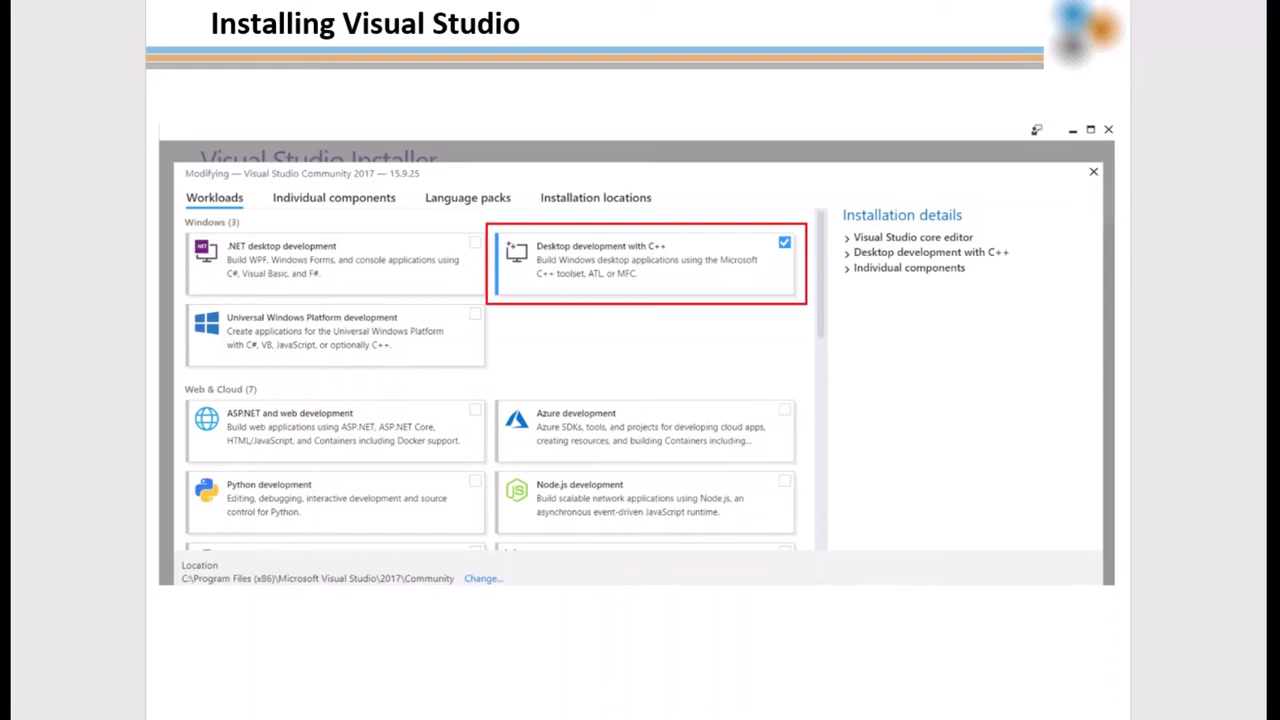 Installing Visual Studio
Visual Studio Installer
Modifying — Visual Studio Community 2017 — 15.9.25
Workloads
Individual components
Language packs
Installation locations
Windows (3)
.NET desktop development
Build WPF, Windows Forms, and console applications using
C#, Visual Basic, and F#.
Desktop development with C++
Build Windows desktop applications using the Microsoft
C++ toolset, ATL, or MFC.
Universal Windows Platform development
Create applications for the Universal Windows Platform
with C#, VB, JavaScript, or optionally C++.
Web & Cloud (7)
ASP.NET and web development
Build web applications using ASP.NET, ASP.NET Core,
HTML/JavaScript, and Containers including Docker support.
Azure development
Azure SDKs, tools, and projects for developing cloud apps,
creating resources, and building Containers including...
Python development
Editing, debugging, interactive development and source
control for Python.
Node.js development
Build scalable network applications using Node.js, an
asynchronous event-driven JavaScript runtime.
Installation details
Visual Studio core editor
Desktop development with C++
Individual components
Location
C:\Program Files (x86)\Microsoft Visual Studio\2017\Community Change...